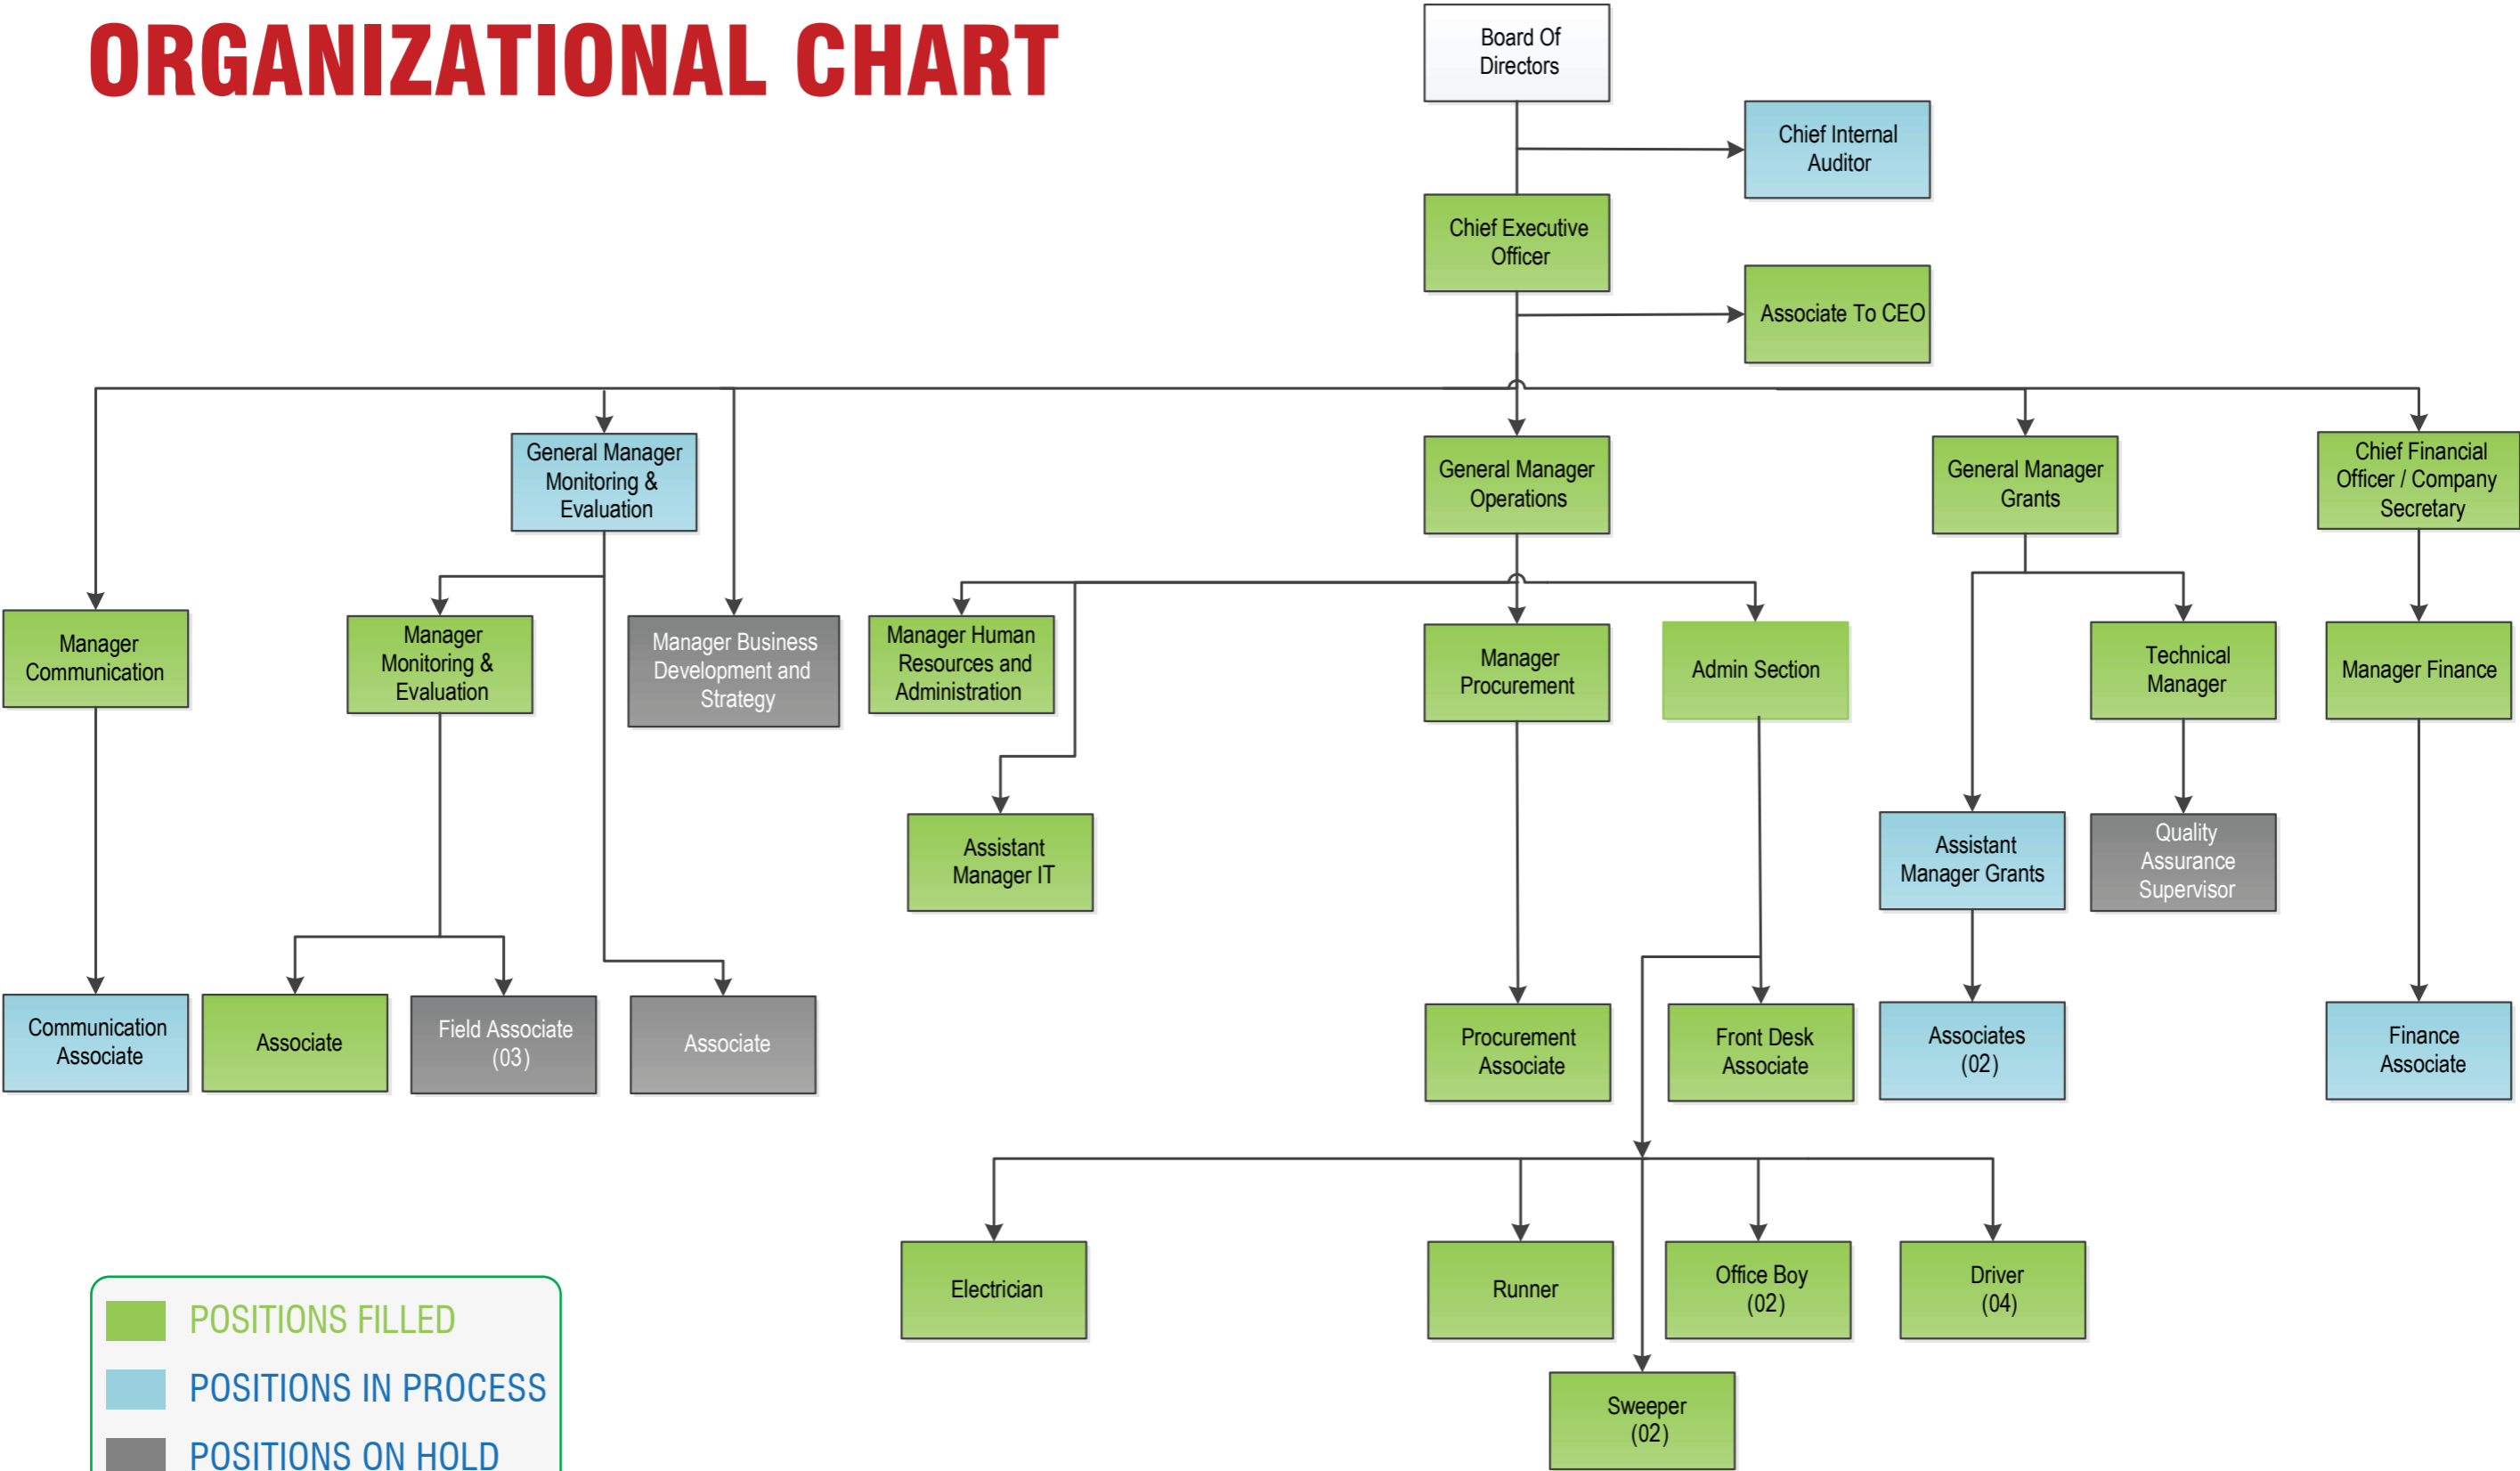 ORGANIZATIONAL CHART
Board Of
Directors
Chief Internal
Auditor
Chief Executive
Officer
Associate To CEO
General Manager
Monitoring &
Evaluation
General Manager
Operations
General Manager
Grants
Chief Financial
Officer / Company
Secretary
Manager
Communication
Manager
Monitoring &
Evaluation
Manager Business
Development and
Strategy
Manager Human
Resources and
Administration
Manager
Procurement
Admin Section
Technical
Manager
Manager Finance
Assistant
Manager IT
Assistant
Manager Grants
Quality
Assurance
Supervisor
Communication
Associate
Associate
Field Associate
(03)
Associate
Procurement
Associate
Front Desk
Associate
Associates
(02)
Finance
Associate
Electrician
Runner
Office Boy
(02)
Driver
(04)
Sweeper
(02)
POSITIONS FILLED
POSITIONS IN PROCESS
POSITIONS ON HOLD